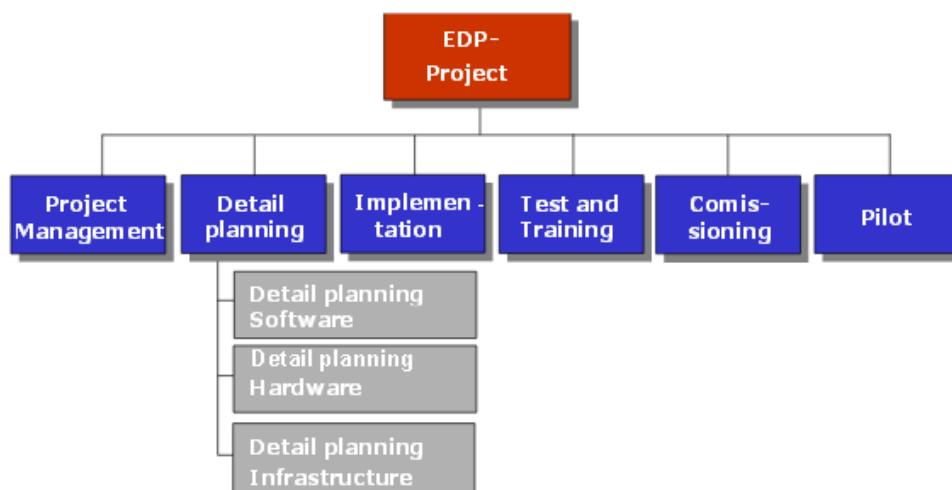 EDP-
Project
Project
Management
Detail
planning
Implemen-
tation
Test and
Training
Comis-
sioning
Pilot
Detail planning
Software
Detail planning
Hardware
Detail planning
Infrastructure